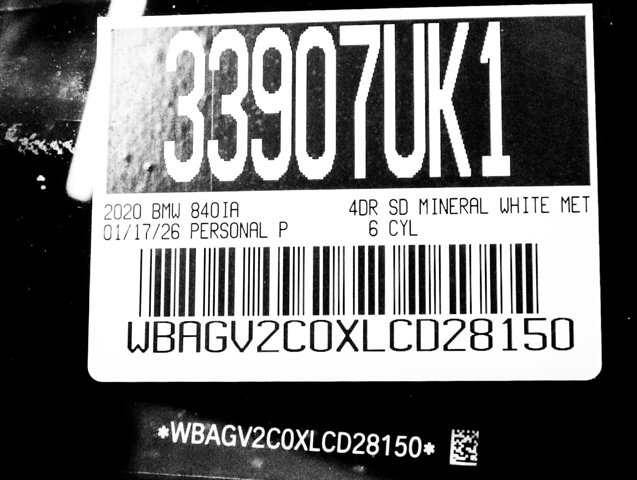 33907UK1
2020 BMW 840IA 4DR SD MINERAL WHITE MET
01/17/26 PERSONAL P 6 CYL
WBAGV2C0XLCD28150
*WBAGV2C0XLCD28150*